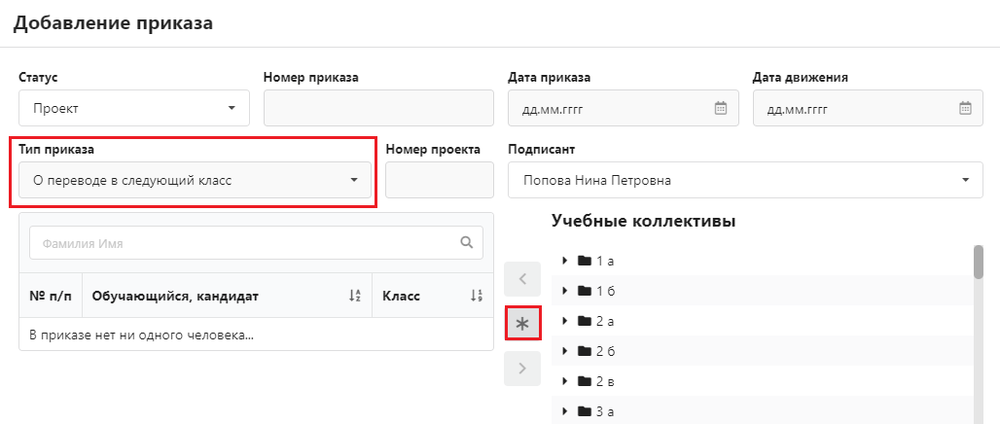 Добавление приказа
Статус Номер приказа Дата приказа Дата движения
Проект дд.мм.гггг дд.мм.гггг
Тип приказа Номер проекта Подписант
О переводе в следующий класс Попова Нина Петровна
Учебные коллективы
Фамилия Имя
1 а
1 б
2 а
2 б
2 в
3 а
№ п/п Обучающийся, кандидат Класс
В приказе нет ни одного человека...